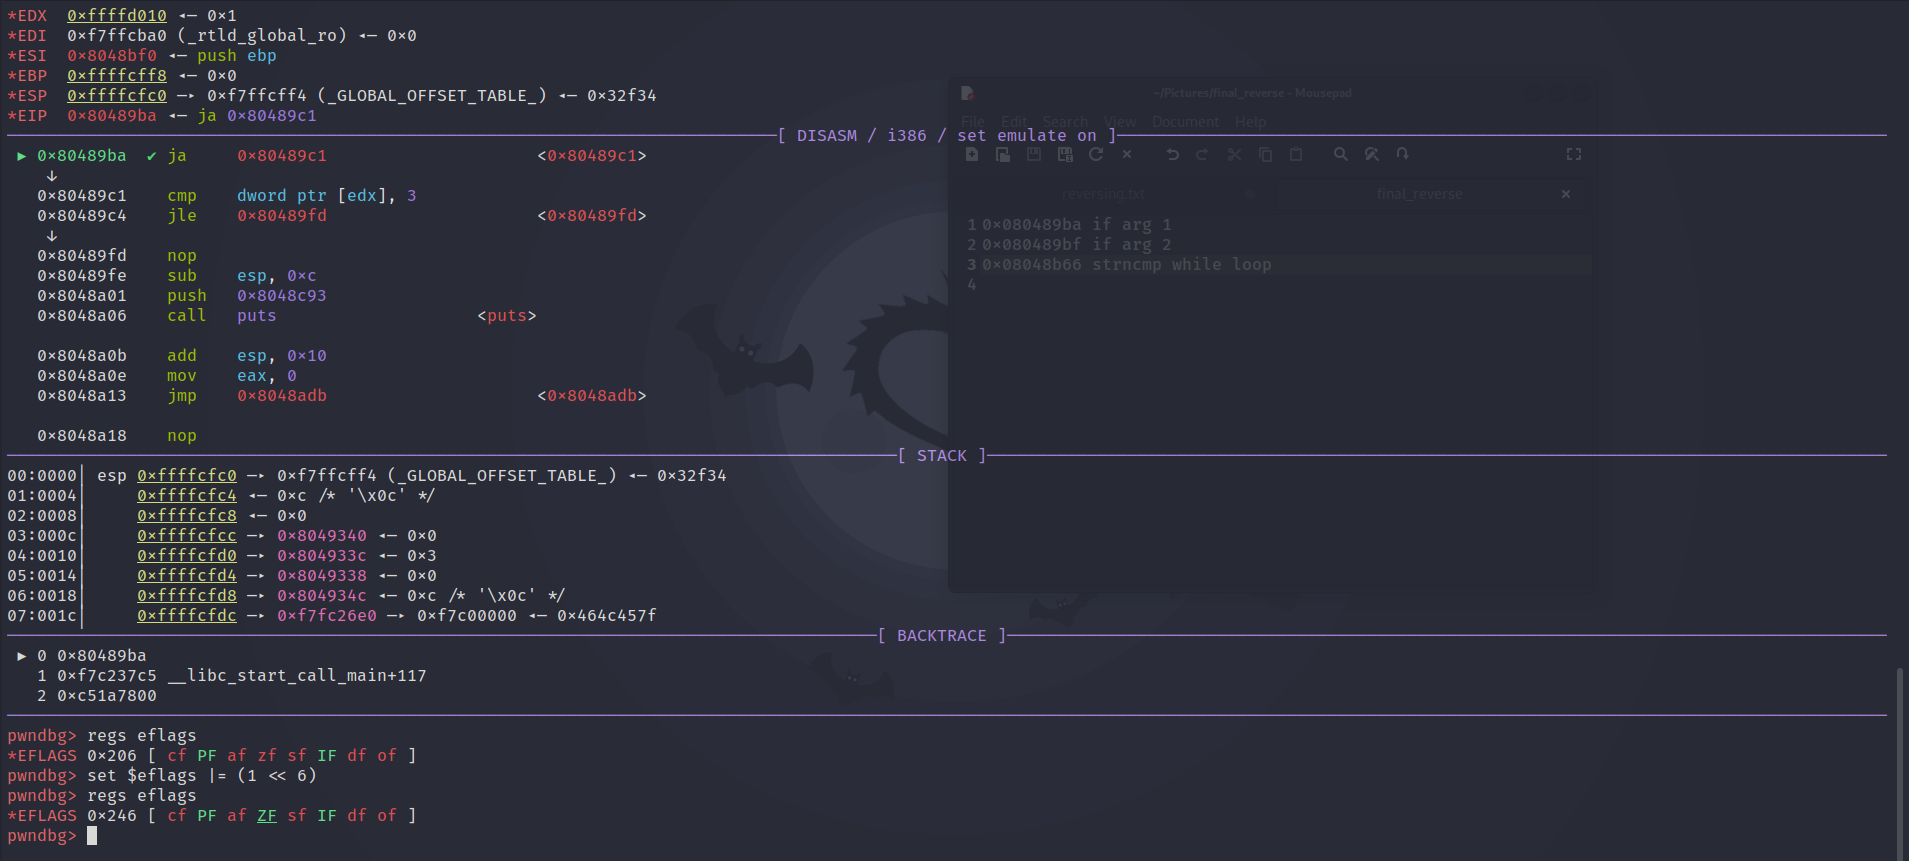 *EDX  0xffffd010 ◂— 0x1
*EDI  0xf7ffcba0 (_rtld_global_ro) ◂— 0x0
*ESI  0x8048bf0 ◂— push ebp
*EBP  0xffffcff8 ◂— 0x0
*ESP  0xffffcfc0 —▸ 0xf7ffcff4 (_GLOBAL_OFFSET_TABLE_) ◂— 0x32f34
*EIP  0x80489ba ◂— ja 0x80489c1
[ DISASM / i386 / set emulate on ]
► 0x80489ba  ✔ ja     0x80489c1                     <0x80489c1>
↓
0x80489c1    cmp    dword ptr [edx], 3
0x80489c4    jle    0x80489fd                     <0x80489fd>
↓
0x80489fd    nop
0x80489fe    sub    esp, 0xc
0x8048a01    push   0x8048c93
0x8048a06    call   puts                    <puts>
0x8048a0b    add    esp, 0x10
0x8048a0e    mov    eax, 0
0x8048a13    jmp    0x8048adb                     <0x8048adb>
0x8048a18    nop
[ STACK ]
00:0000│ esp 0xffffcfc0 —▸ 0xf7ffcff4 (_GLOBAL_OFFSET_TABLE_) ◂— 0x32f34
01:0004│     0xffffcfc4 ◂— 0xc /* '\x0c' */
02:0008│     0xffffcfc8 ◂— 0x0
03:000c│     0xffffcfcc —▸ 0x8049340 ◂— 0x0
04:0010│     0xffffcfd0 —▸ 0x804933c ◂— 0x3
05:0014│     0xffffcfd4 —▸ 0x8049338 ◂— 0x0
06:0018│     0xffffcfd8 —▸ 0x804934c ◂— 0xc /* '\x0c' */
07:001c│     0xffffcfdc —▸ 0xf7fc26e0 —▸ 0xf7c00000 ◂— 0x464c457f
[ BACKTRACE ]
► 0 0x80489ba
1 0xf7c237c5 __libc_start_call_main+117
2 0xc51a7800
pwndbg> regs eflags
*EFLAGS 0x206 [ cf PF af zf sf IF df of ]
pwndbg> set $eflags |= (1 << 6)
pwndbg> regs eflags
*EFLAGS 0x246 [ cf PF af ZF sf IF df of ]
pwndbg>
~/Pictures/final_reverse - Mousepad
File Edit Search View Document Help
reversing.txt    final_reverse
1 0x080489ba if arg 1
2 0x080489bf if arg 2
3 0x08048b66 strncmp while loop
4